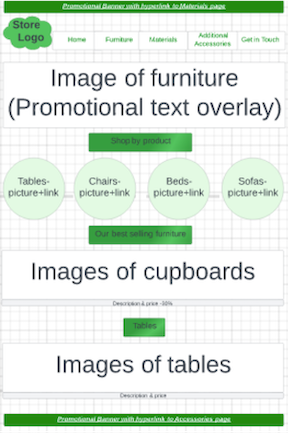 Promotional Banner with hyperlink to Materials page
Store
Logo
Home
Furniture
Materials
Additional
Accessories
Get in Touch
Image of furniture
(Promotional text overlay)
Shop by product
Tables-
picture+link
Chairs-
picture+link
Beds-
picture+link
Sofas-
picture+link
Our best selling furniture
Images of cupboards
Description & price -30%
Tables
Images of tables
Description & price
Promotional Banner with hyperlink to Accessories page